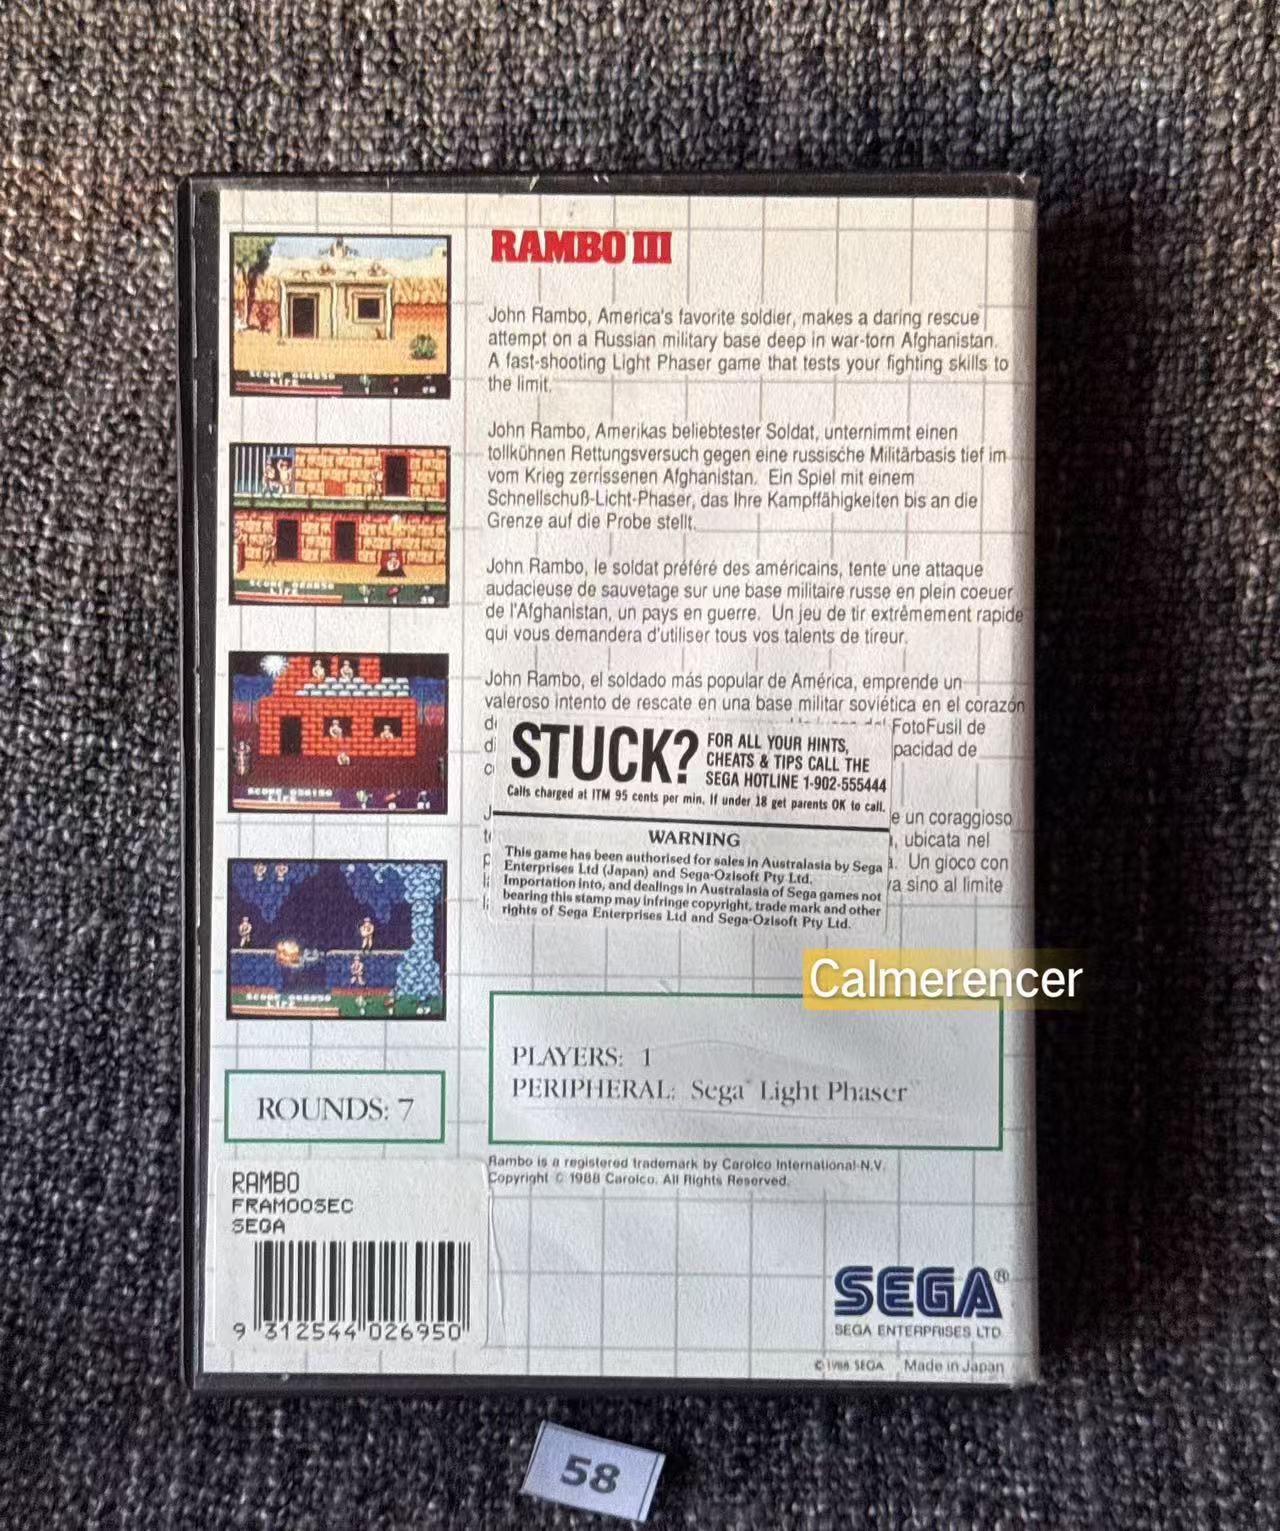 RAMBO III
John Rambo, America's favorite soldier, makes a daring rescue
attempt on a Russian military base deep in war-torn Afghanistan.
A fast-shooting Light Phaser game that tests your fighting skills to
the limit.
John Rambo, Amerikas beliebtester Soldat, unternimmt einen
tollkühnen Rettungsversuch gegen eine russische Militärbasis tief im
vom Krieg zerrissenen Afghanistan. Ein Spiel mit einem
Schnellschuß-Licht-Phaser, das Ihre Kampffähigkeiten bis an die
Grenze auf die Probe stellt.
John Rambo, le soldat préféré des américains, tente une attaque
audacieuse de sauvetage sur une base militaire russe en plein coeuer
de l'Afghanistan, un pays en guerre. Un jeu de tir extrêmement rapide
qui vous demandera d'utiliser tous vos talents de tireur.
John Rambo, el soldado más popular de América, emprende un
valeroso intento de rescate en una base militar soviética en el corazón
FotoFusil de
pacidad de
STUCK?
FOR ALL YOUR HINTS,
CHEATS & TIPS CALL THE
SEGA HOTLINE 1-902-555444
Calls charged at ITM 95 cents per min. If under 18 get parents OK to call.
e un coraggioso
, ubicata nel
. Un gioco con
a sino al limite
WARNING
This game has been authorised for sales in Australasia by Sega
Enterprises Ltd (Japan) and Sega-Ozisoft Pty Ltd.
Importation into, and dealings in Australasia of Sega games not
bearing this stamp may infringe copyright, trade mark and other
rights of Sega Enterprises Ltd and Sega-Ozisoft Pty Ltd.
Calmerencer
PLAYERS: 1
PERIPHERAL: Sega Light Phaser™
ROUNDS: 7
Rambo is a registered trademark by Carolco International N.V.
Copyright © 1988 Carolco. All Rights Reserved.
RAMBO
FRAMOOSEC
SEGA
9 312544 026950
SEGA®
SEGA ENTERPRISES LTD
© 1988 SEGA Made in Japan
58